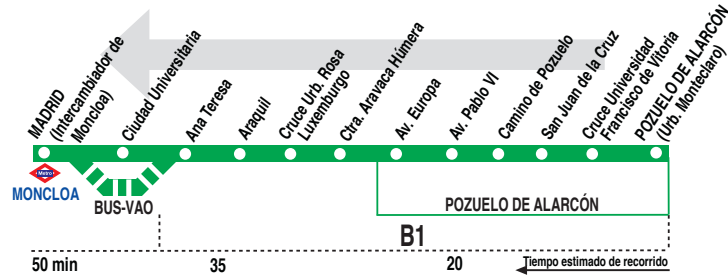 MADRID
(Intercambiador de
Moncloa)
Ciudad Universitaria
Ana Teresa
Araquil
Cruce Urb. Rosa
Luxemburgo
Ctra. Aravaca Húmera
Av. Europa
Av. Pablo VI
Camino de Pozuelo
San Juan de la Cruz
Cruce Universidad
Francisco de Vitoria
POZUELO DE ALARCÓN
(Urb. Monteclaro)
Metro
MONCLOA
BUS-VAO
POZUELO DE ALARCÓN
B1
50 min
35
20
Tiempo estimado de recorrido